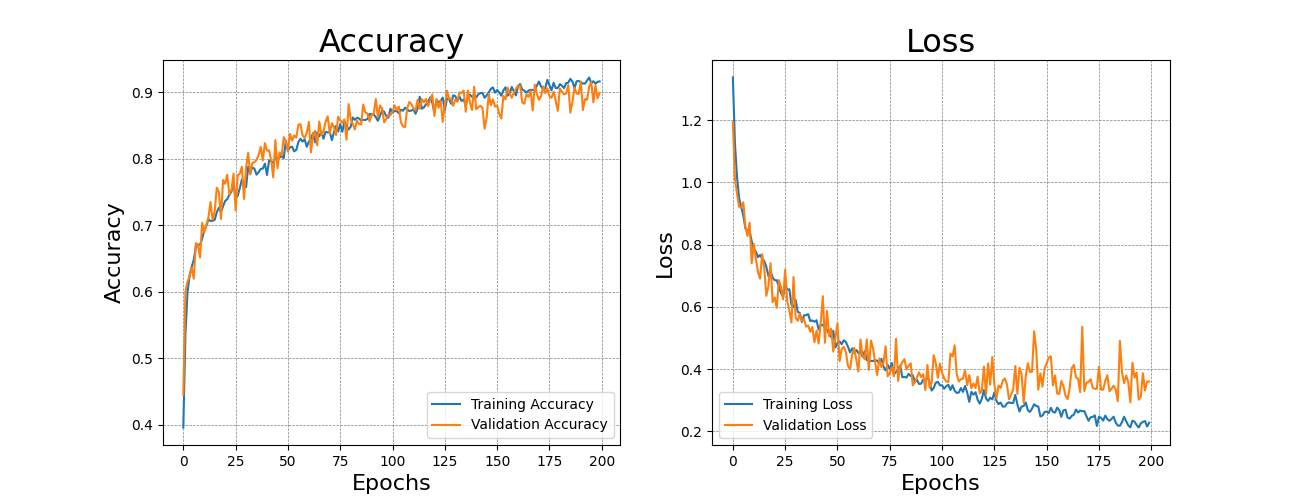 Accuracy
Accuracy
0.9
0.8
0.7
0.6
0.5
0.4
Training Accuracy
Validation Accuracy
0 25 50 75 100 125 150 175 200
Epochs
Loss
Loss
1.2
1.0
0.8
0.6
0.4
0.2
Training Loss
Validation Loss
0 25 50 75 100 125 150 175 200
Epochs